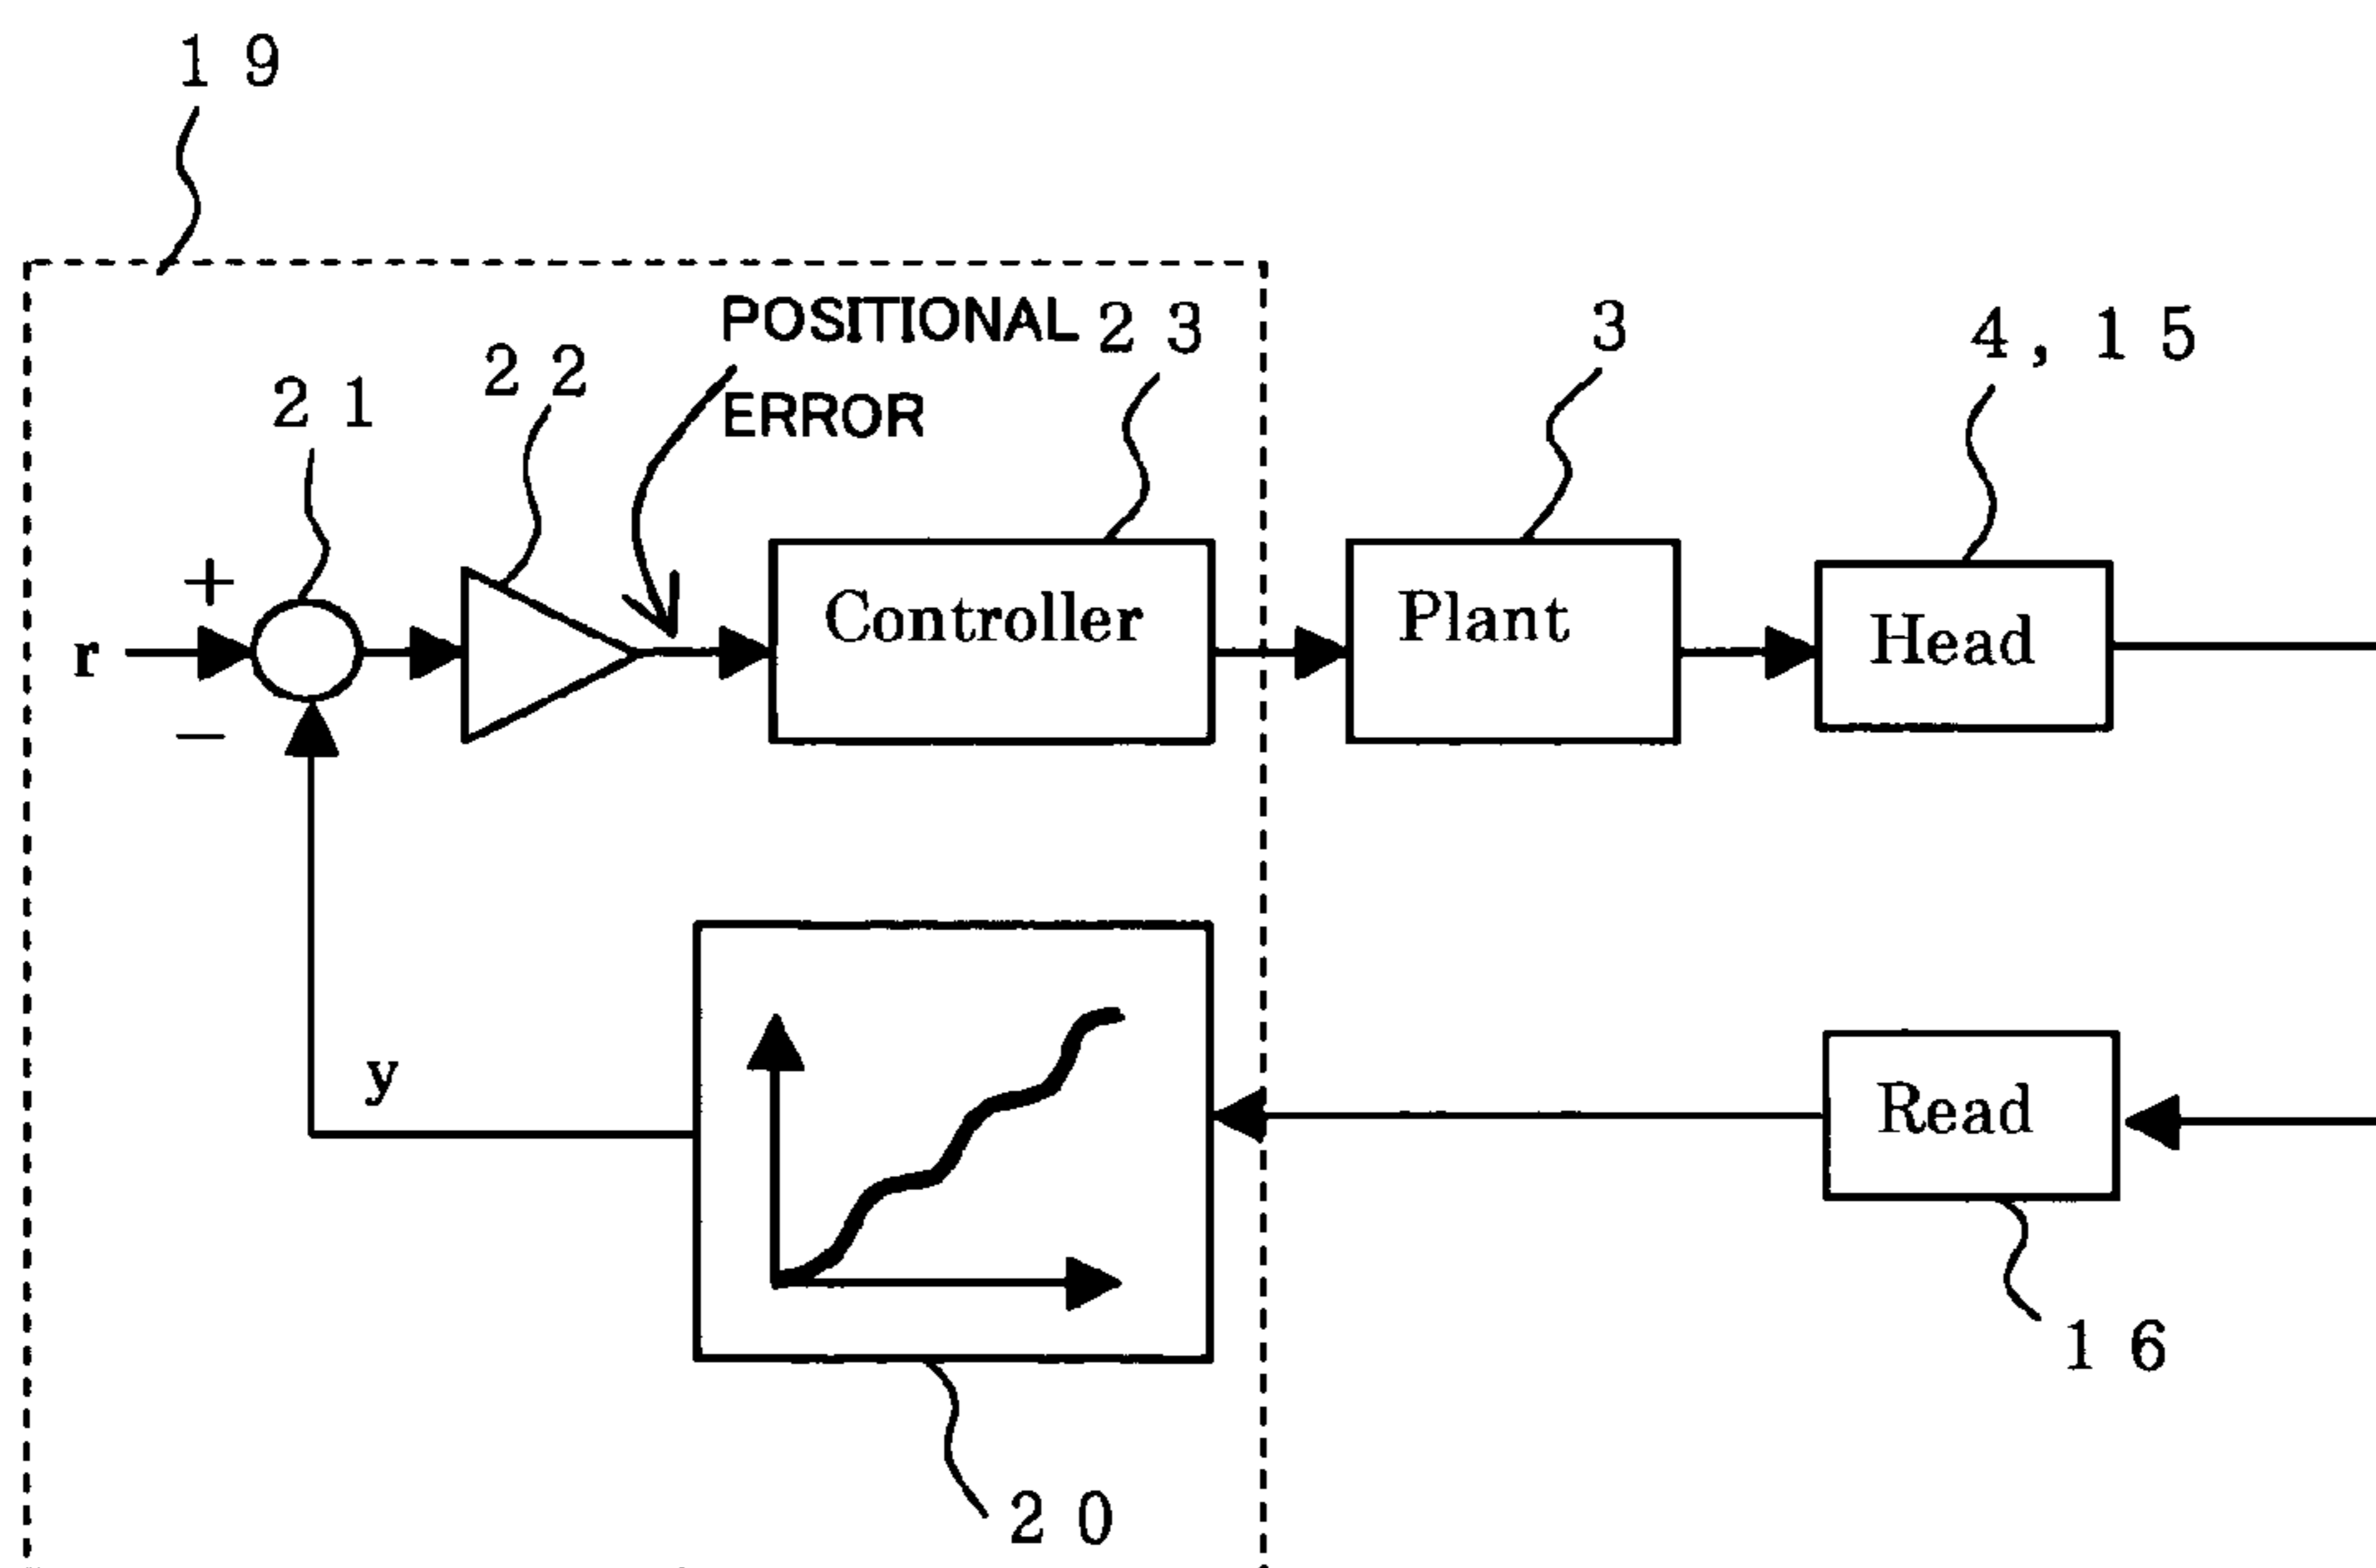 1 9
POSITIONAL
ERROR
2 3
3
4, 1 5
2 2
2 1
+
r
−
Controller
Plant
Head
y
Read
1 6
2 0